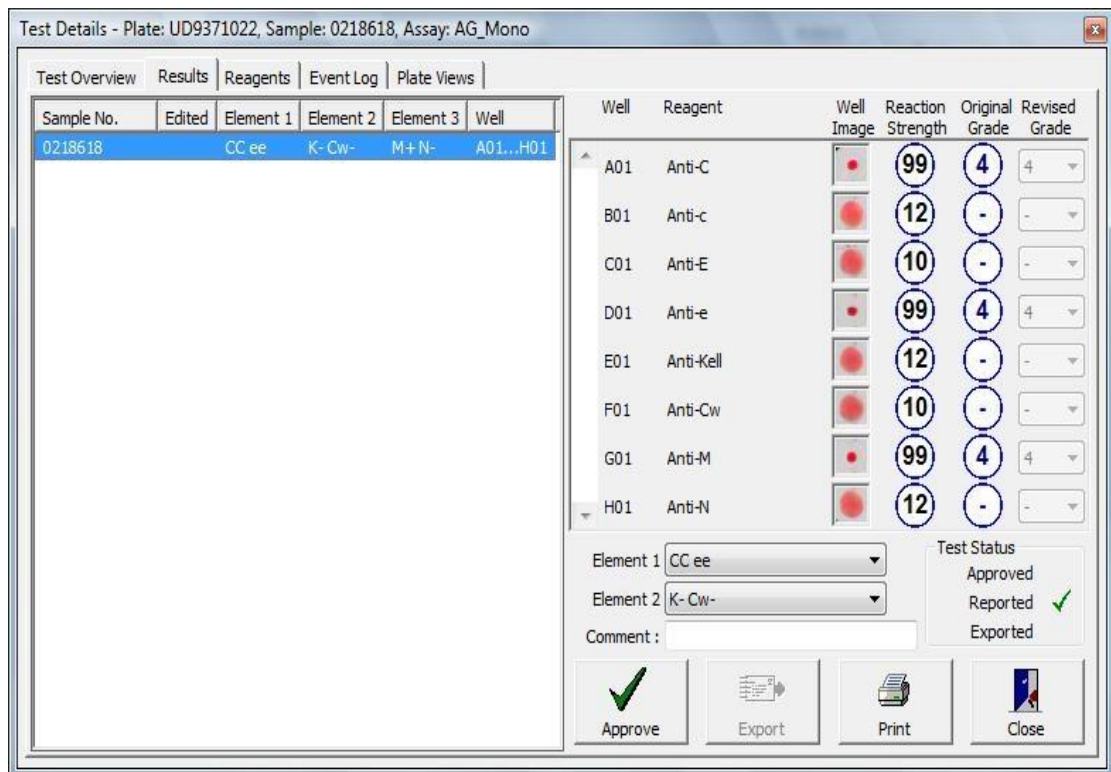 Test Details - Plate: UD9371022, Sample: 0218618, Assay: AG_Mono
Test Overview Results Reagents Event Log Plate Views
Sample No. Edited Element 1 Element 2 Element 3 Well
0218618 CC ee K- Cw- M+N- A01...H01
Well Reagent Well Image Reaction Strength Original Grade Revised Grade
A01 Anti-C 99 4 4
B01 Anti-c 12 - -
C01 Anti-E 10 - -
D01 Anti-e 99 4 4
E01 Anti-Kell 12 - -
F01 Anti-Cw 10 - -
G01 Anti-M 99 4 4
H01 Anti-N 12 - -
Element 1 CC ee
Element 2 K- Cw-
Comment :
Test Status
Approved
Reported
Exported
Approve Export Print Close